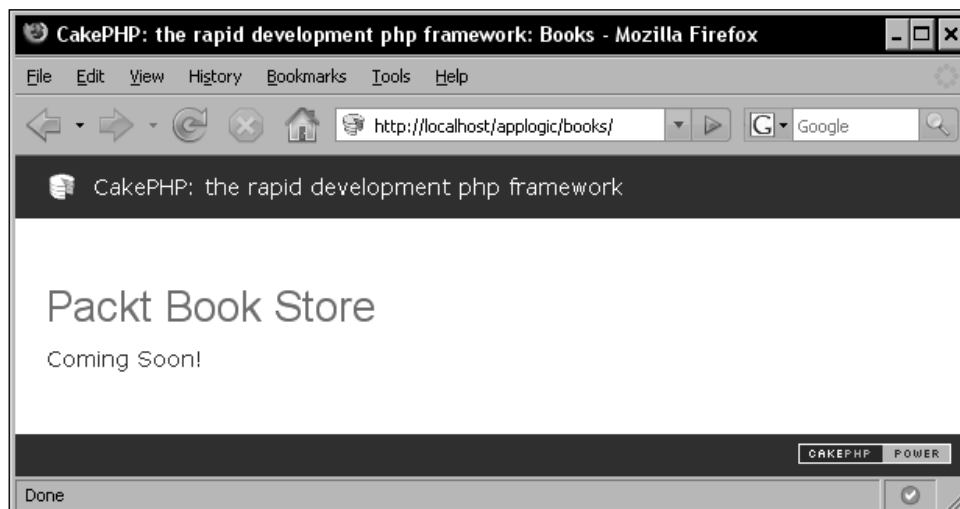 CakePHP: the rapid development php framework: Books - Mozilla Firefox
File Edit View History Bookmarks Tools Help
http://localhost/applogic/books/ G Google
CakePHP: the rapid development php framework
Packt Book Store
Coming Soon!
CAKEPHP POWER
Done